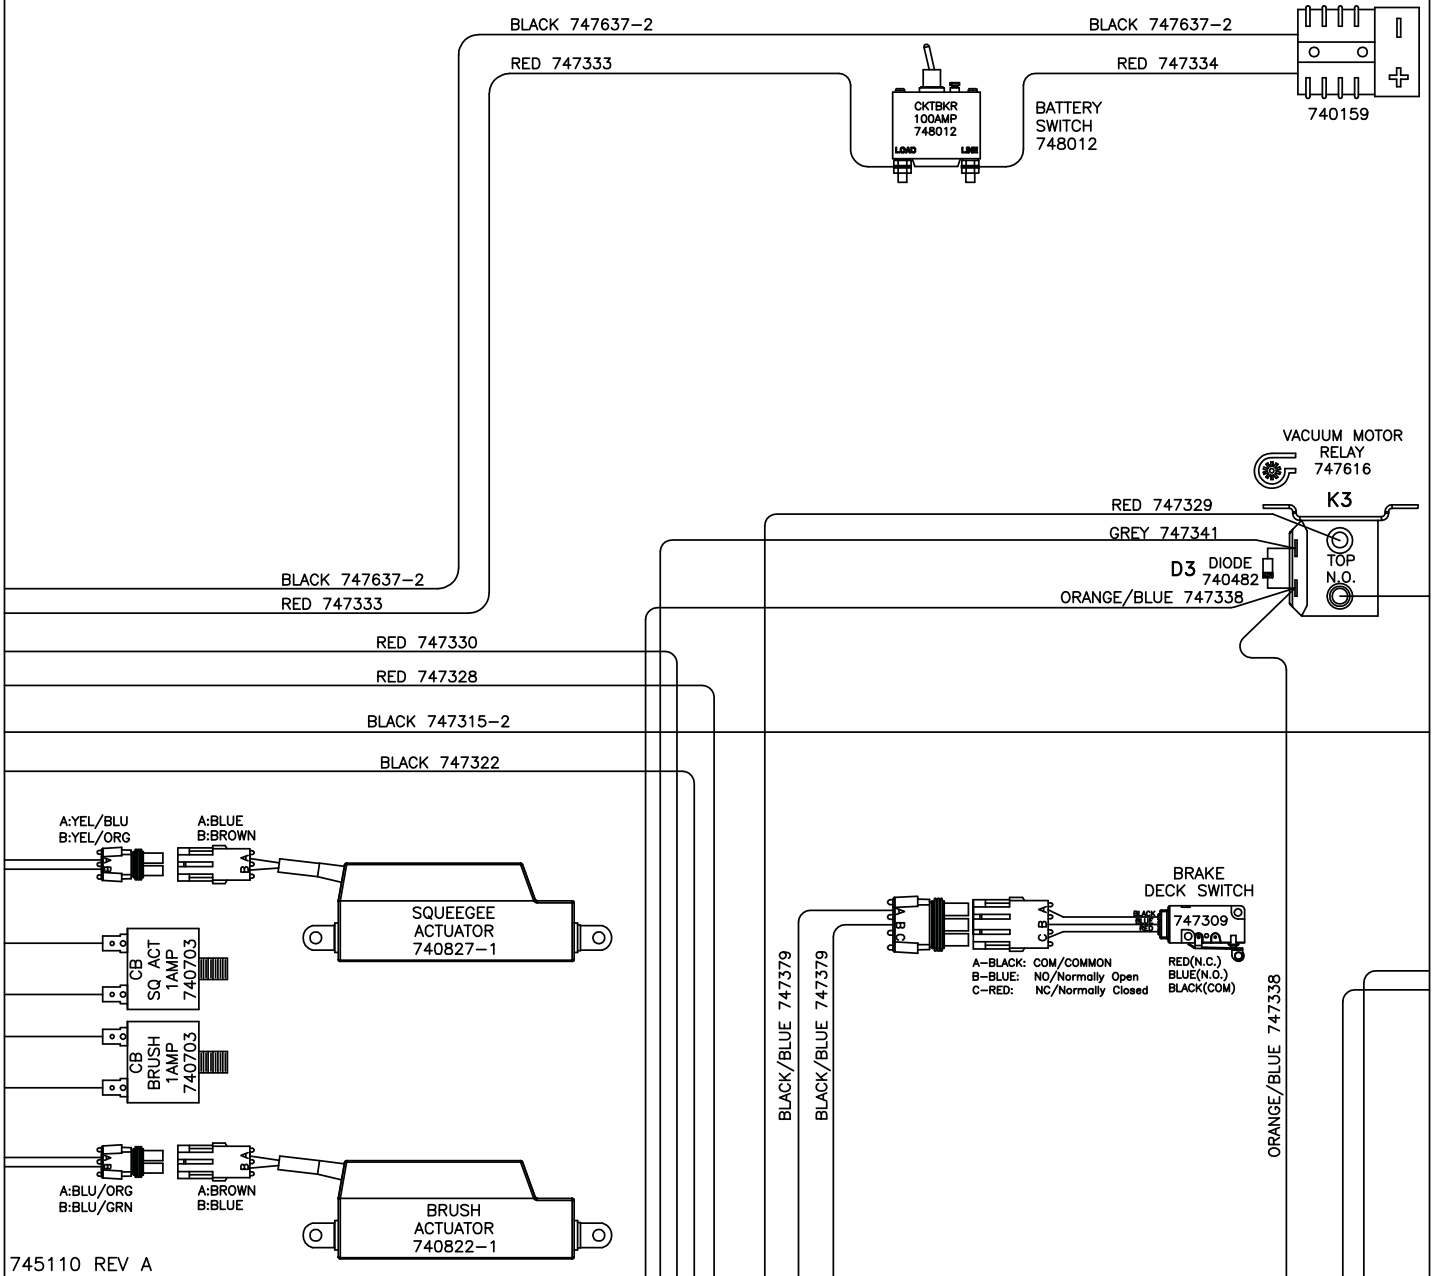 BLACK 747637-2
BLACK 747637-2
RED 747333
RED 747334
-
+
740159
CKTBKR
100AMP
748012
LOAD
LINE
BATTERY
SWITCH
748012
VACUUM MOTOR
RELAY
747616
K3
RED 747329
GREY 747341
TOP
N.O.
D3
DIODE
740482
ORANGE/BLUE 747338
BLACK 747637-2
RED 747333
RED 747330
RED 747328
BLACK 747315-2
BLACK 747322
A:YEL/BLU
B:YEL/ORG
A:BLUE
B:BROWN
A
B
A
B
SQUEEGEE
ACTUATOR
740827-1
CB
SQ ACT
1AMP
740703
CB
BRUSH
1AMP
740703
A
B
A
B
A:BLU/ORG
B:BLU/GRN
A:BROWN
B:BLUE
BRUSH
ACTUATOR
740822-1
BRAKE
DECK SWITCH
A
B
C
A
B
C
BLACK
BLUE
RED
747309
A-BLACK: COM/COMMON
B-BLUE: NO/Normally Open
C-RED: NC/Normally Closed
RED(N.C.)
BLUE(N.O.)
BLACK(COM)
BLACK/BLUE 747379
BLACK/BLUE 747379
ORANGE/BLUE 747338
745110 REV A